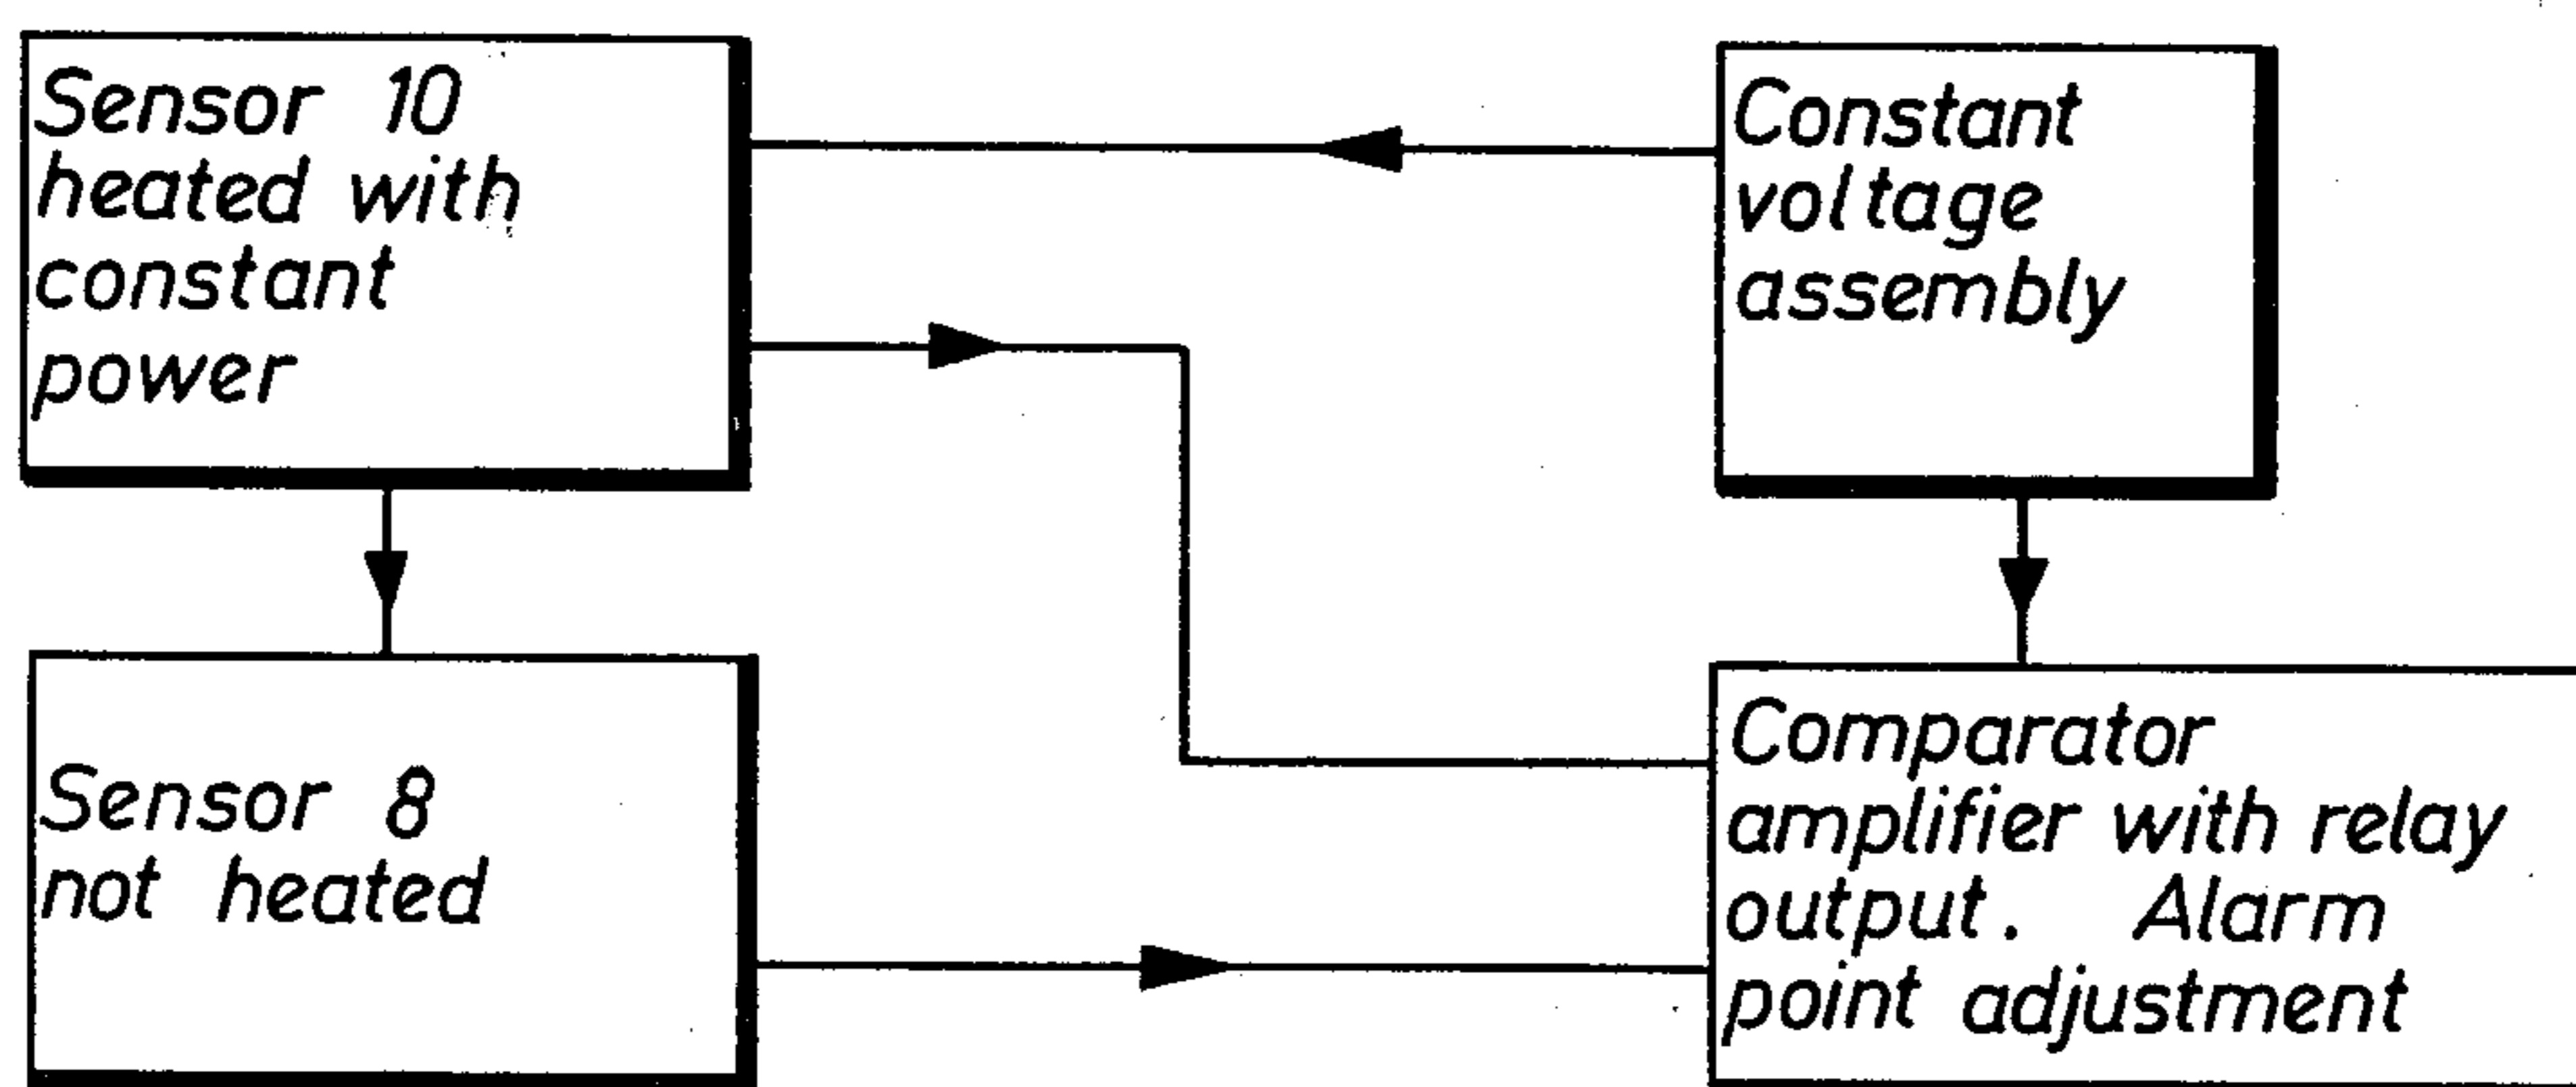 Sensor 10
heated with
constant
power
Constant
voltage
assembly
Sensor 8
not heated
Comparator
amplifier with relay
output. Alarm
point adjustment